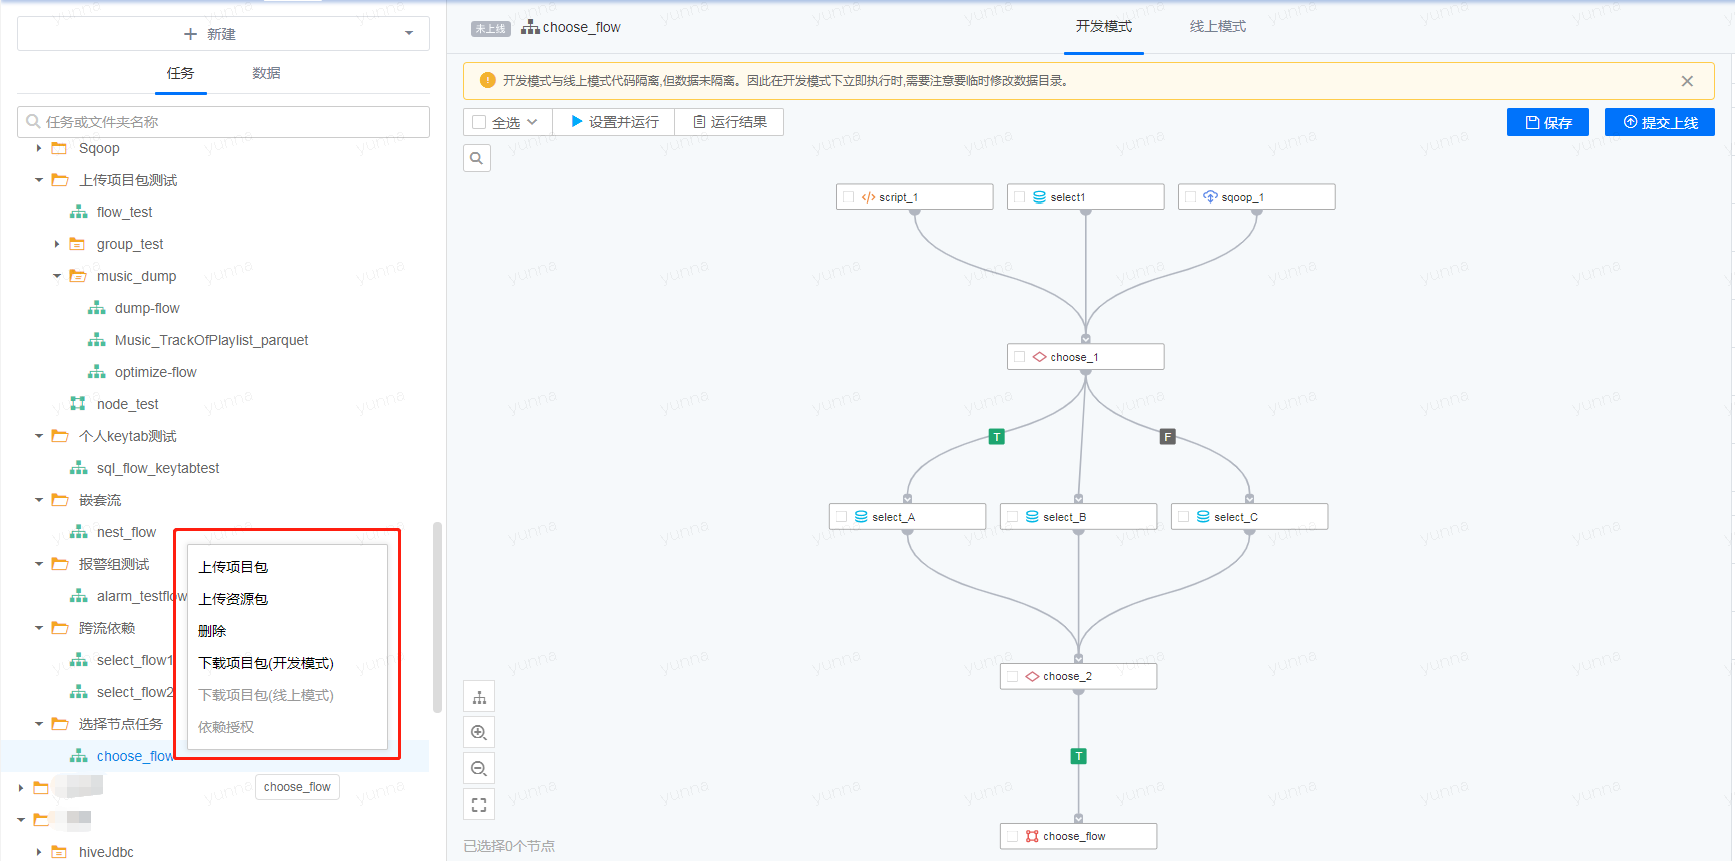 新建
任务
数据
任务或文件夹名称
Sqoop
上传项目包测试
flow_test
group_test
music_dump
dump-flow
Music_TrackOfPlaylist_parquet
optimize-flow
node_test
个人keytab测试
sql_flow_keytabtest
嵌套流
nest_flow
报警组测试
alarm_testflow
跨流依赖
select_flow1
select_flow2
选择节点任务
choose_flow
hiveJdbc
上传项目包
上传资源包
删除
下载项目包(开发模式)
下载项目包(线上模式)
依赖授权
choose_flow
未上线
choose_flow
开发模式
线上模式
开发模式与线上模式代码隔离,但数据未隔离。因此在开发模式下立即执行时,需要注意要临时修改数据目录。
全选
设置并运行
运行结果
保存
提交上线
script_1
select1
sqoop_1
choose_1
T
F
select_A
select_B
select_C
choose_2
T
choose_flow
已选择0个节点